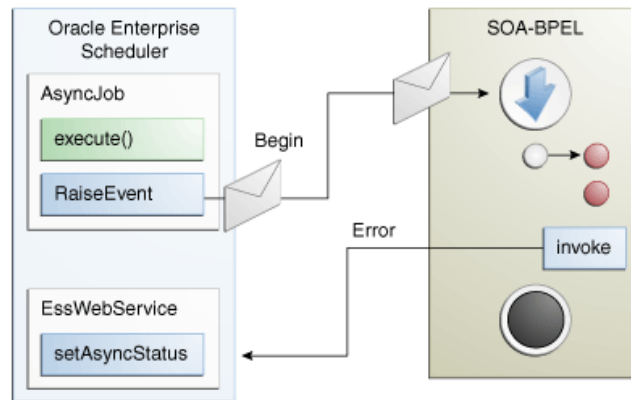 Oracle Enterprise
Scheduler
AsyncJob
execute()
RaiseEvent
Begin
SOA-BPEL
Error
invoke
EssWebService
setAsyncStatus